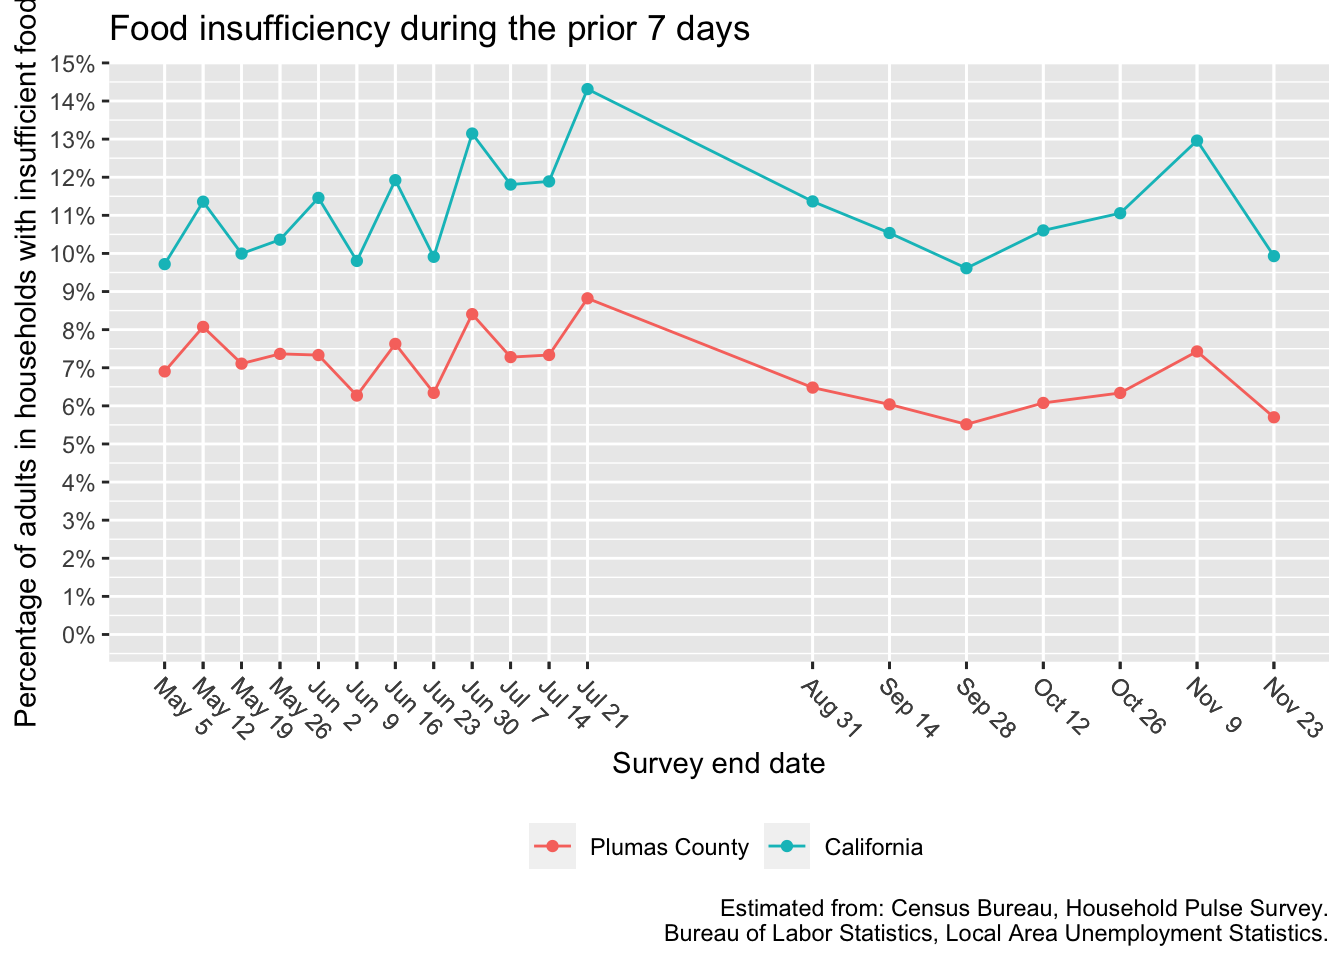 Food insufficiency during the prior 7 days
Percentage of adults in households with insufficient food
15%
14%
13%
12%
11%
10%
9%
8%
7%
6%
5%
4%
3%
2%
1%
0%
May 5
May 12
May 19
May 26
Jun 2
Jun 9
Jun 16
Jun 23
Jun 30
Jul 7
Jul 14
Jul 21
Aug 31
Sep 14
Sep 28
Oct 12
Oct 26
Nov 9
Nov 23
Survey end date
Plumas County
California
Estimated from: Census Bureau, Household Pulse Survey.
Bureau of Labor Statistics, Local Area Unemployment Statistics.